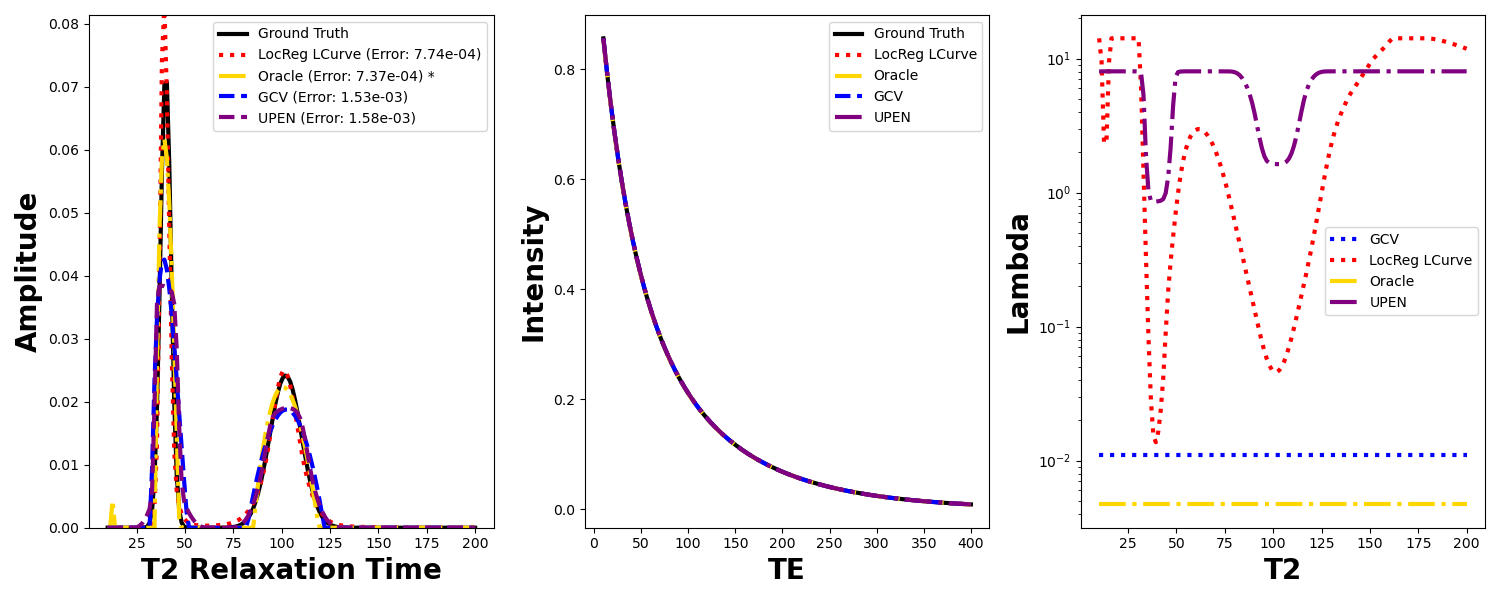 Amplitude
0.08
0.07
0.06
0.05
0.04
0.03
0.02
0.01
0.00
25 50 75 100 125 150 175 200
T2 Relaxation Time
Ground Truth
LocReg LCurve (Error: 7.74e-04)
Oracle (Error: 7.37e-04) *
GCV (Error: 1.53e-03)
UPEN (Error: 1.58e-03)
Intensity
0.8
0.6
0.4
0.2
0.0
0 50 100 150 200 250 300 350 400
TE
Ground Truth
LocReg LCurve
Oracle
GCV
UPEN
Lambda
10^1
10^0
10^−1
10^−2
25 50 75 100 125 150 175 200
T2
GCV
LocReg LCurve
Oracle
UPEN